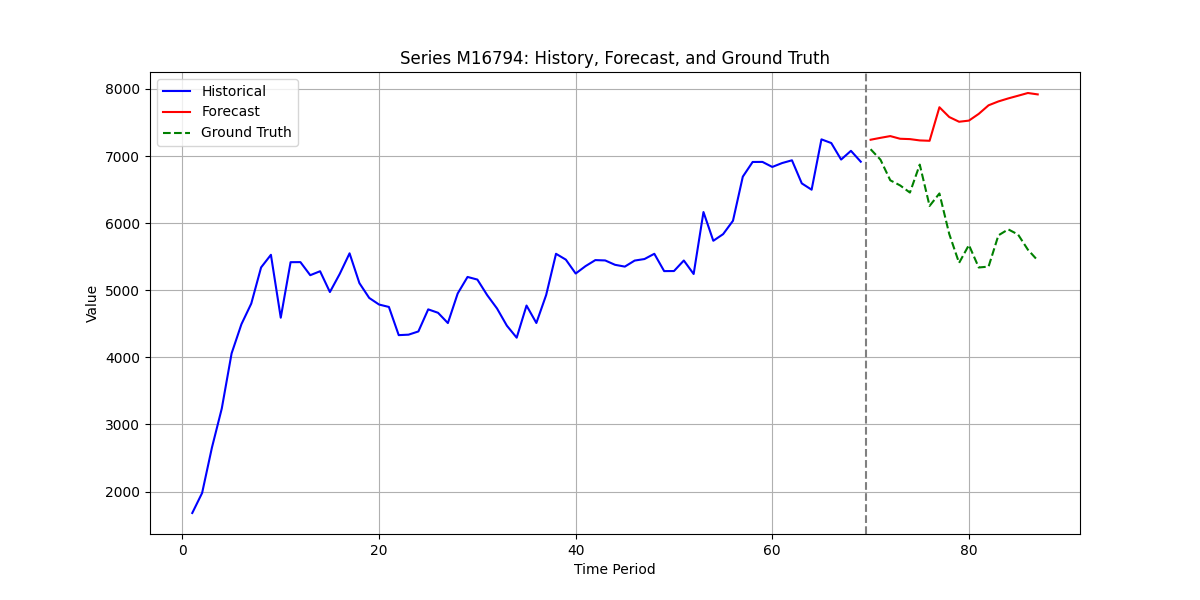 Series M16794: History, Forecast, and Ground Truth
Historical
Forecast
Ground Truth
8000
7000
6000
5000
4000
3000
2000
Value
0 20 40 60 80
Time Period